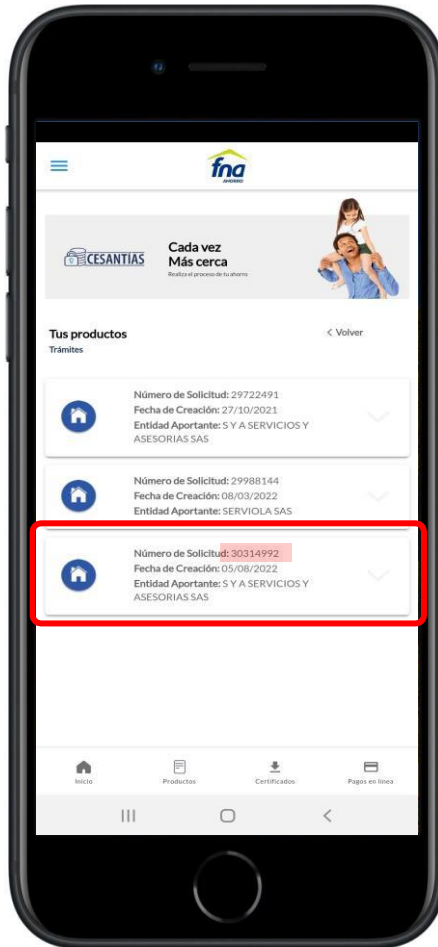 fna
AHORRO
CESANTÍAS
Cada vez
Más cerca
Realiza el proceso de tu ahorro
Tus productos
< Volver
Trámites
Número de Solicitud: 29722491
Fecha de Creación: 27/10/2021
Entidad Aportante: S Y A SERVICIOS Y
ASESORIAS SAS
Número de Solicitud: 29988144
Fecha de Creación: 08/03/2022
Entidad Aportante: SERVIOLA SAS
Número de Solicitud: 30314992
Fecha de Creación: 05/08/2022
Entidad Aportante: S Y A SERVICIOS Y
ASESORIAS SAS
Inicio
Productos
Certificados
Pagos en línea